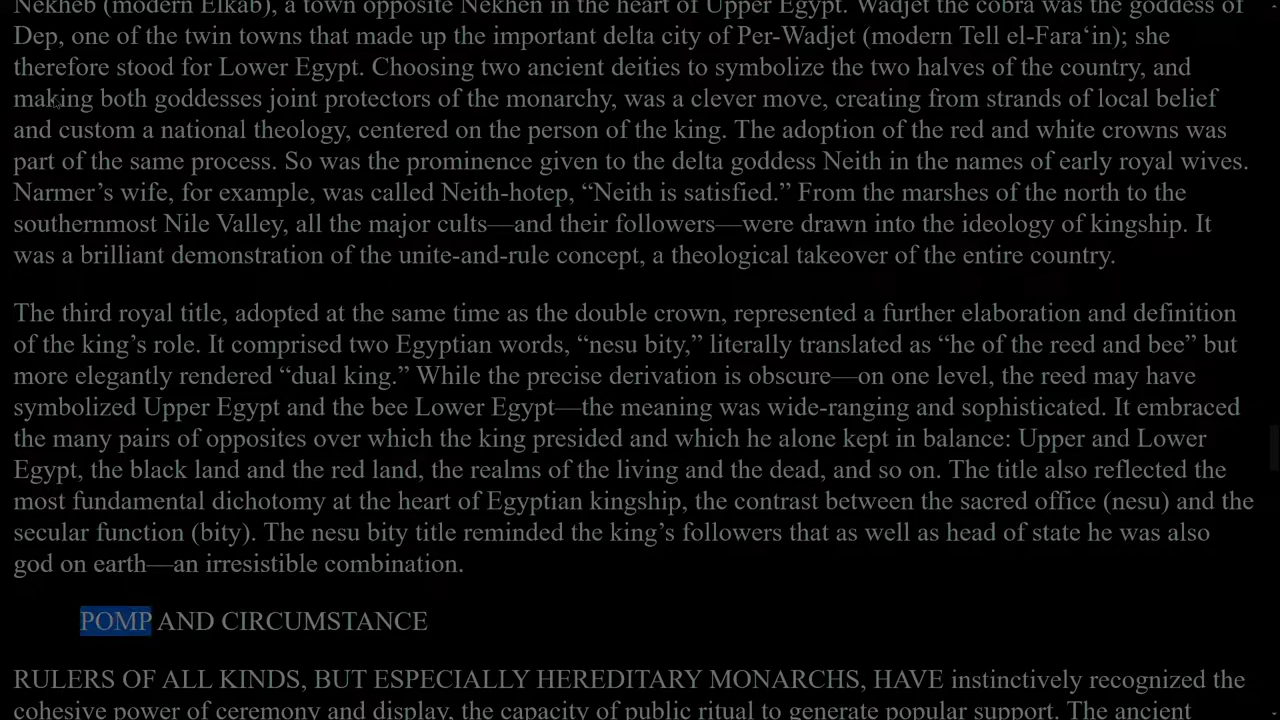 Nekheb (modern Elkab), a town opposite Nekhen in the heart of Upper Egypt. Wadjet the cobra was the goddess of
Dep, one of the twin towns that made up the important delta city of Per-Wadjet (modern Tell el-Fara‘in); she
therefore stood for Lower Egypt. Choosing two ancient deities to symbolize the two halves of the country, and
making both goddesses joint protectors of the monarchy, was a clever move, creating from strands of local belief
and custom a national theology, centered on the person of the king. The adoption of the red and white crowns was
part of the same process. So was the prominence given to the delta goddess Neith in the names of early royal wives.
Narmer’s wife, for example, was called Neith-hotep, “Neith is satisfied.” From the marshes of the north to the
southernmost Nile Valley, all the major cults—and their followers—were drawn into the ideology of kingship. It
was a brilliant demonstration of the unite-and-rule concept, a theological takeover of the entire country.
The third royal title, adopted at the same time as the double crown, represented a further elaboration and definition
of the king’s role. It comprised two Egyptian words, “nesu bity,” literally translated as “he of the reed and bee” but
more elegantly rendered “dual king.” While the precise derivation is obscure—on one level, the reed may have
symbolized Upper Egypt and the bee Lower Egypt—the meaning was wide-ranging and sophisticated. It embraced
the many pairs of opposites over which the king presided and which he alone kept in balance: Upper and Lower
Egypt, the black land and the red land, the realms of the living and the dead, and so on. The title also reflected the
most fundamental dichotomy at the heart of Egyptian kingship, the contrast between the sacred office (nesu) and the
secular function (bity). The nesu bity title reminded the king’s followers that as well as head of state he was also
god on earth—an irresistible combination.
POMP AND CIRCUMSTANCE
RULERS OF ALL KINDS, BUT ESPECIALLY HEREDITARY MONARCHS, HAVE instinctively recognized the
cohesive power of ceremony and display, the capacity of public ritual to generate popular support. The ancient